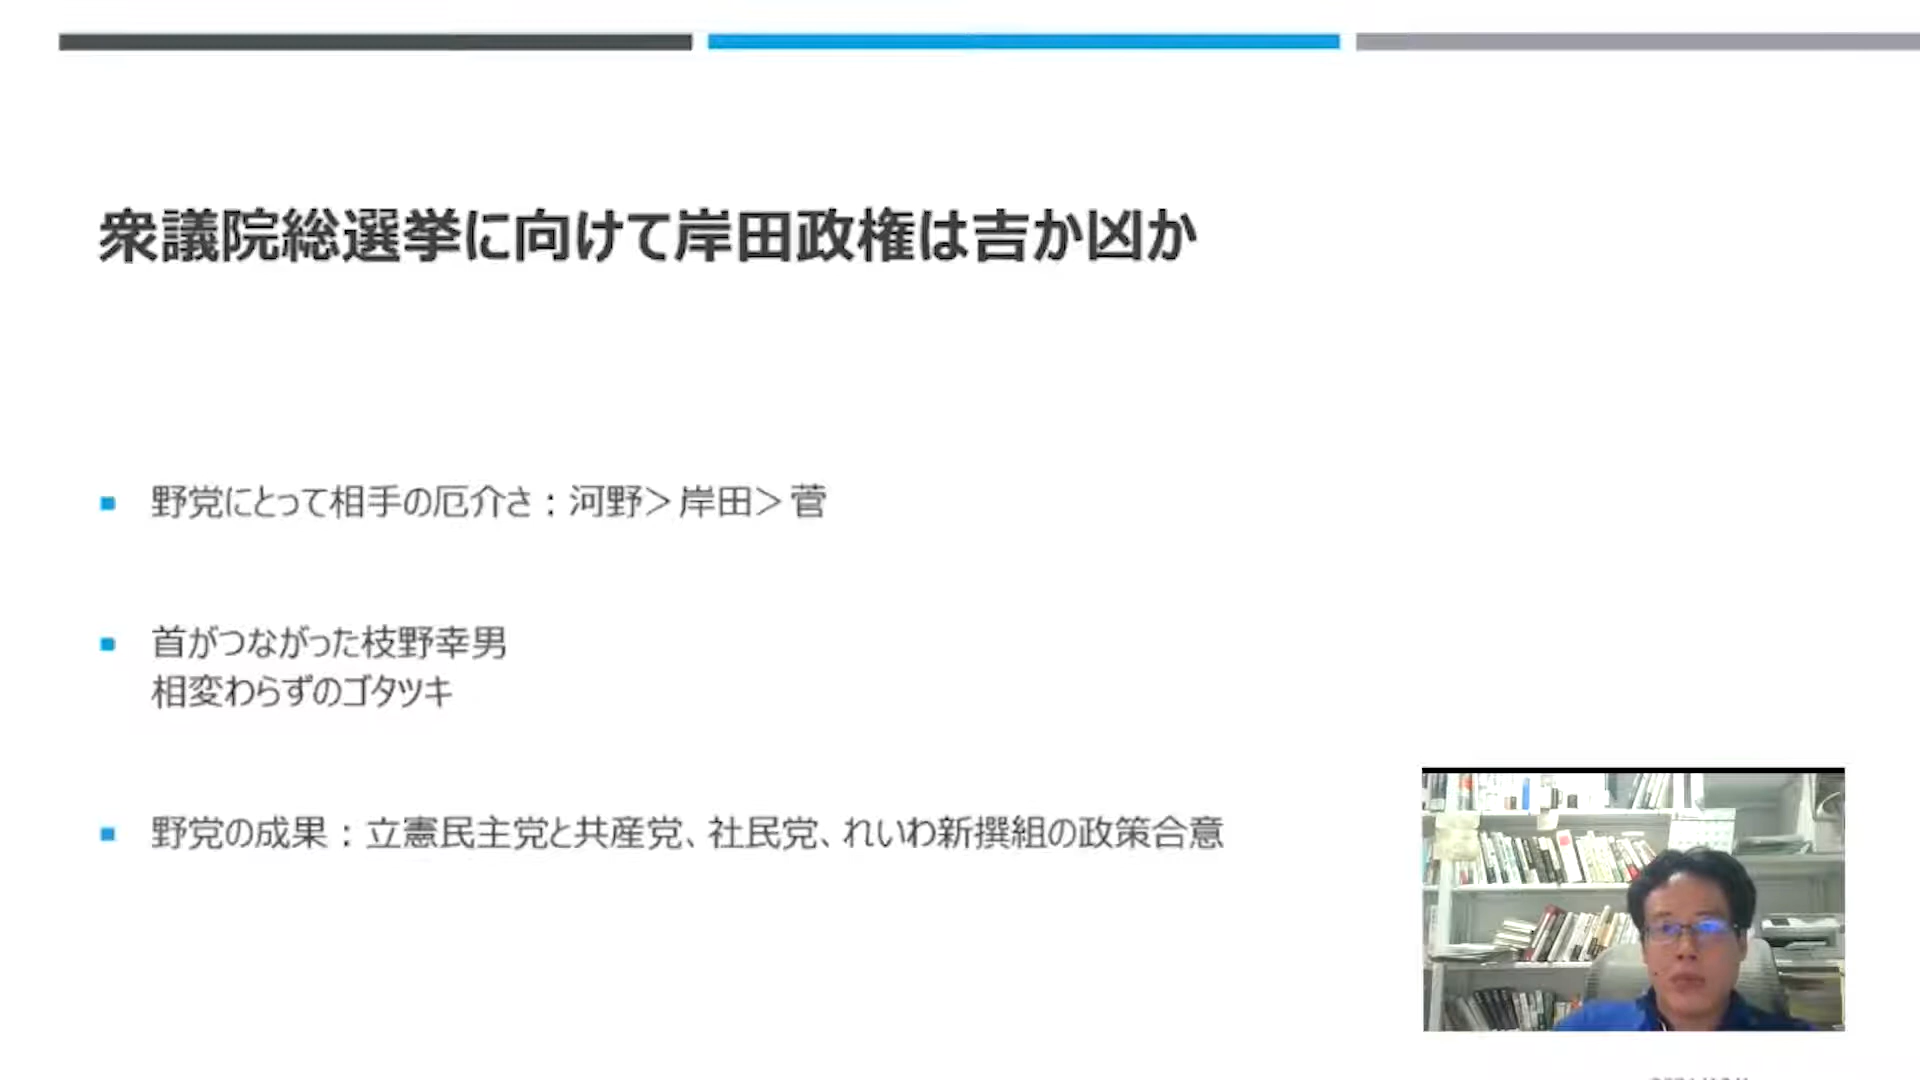 衆議院総選挙に向けて岸田政権は吉か凶か
野党にとって相手の厄介さ：河野＞岸田＞菅
首がつながった枝野幸男
相変わらずのゴタツキ
野党の成果：立憲民主党と共産党、社民党、れいわ新撰組の政策合意